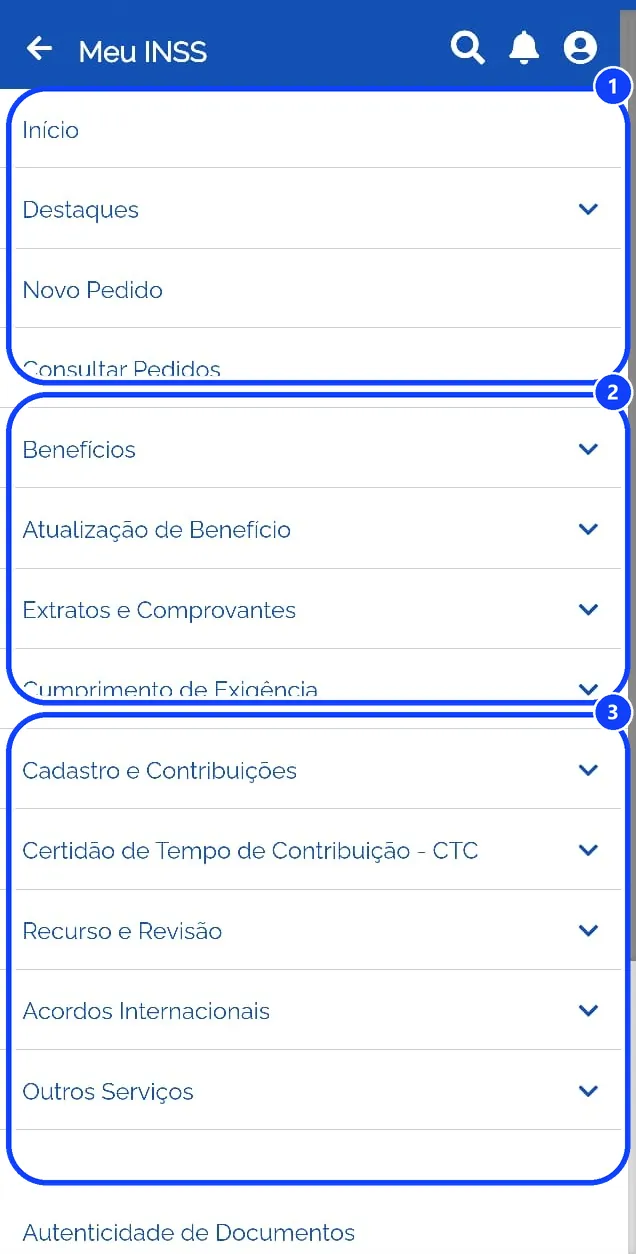 Meu INSS
1
Início
Destaques
Novo Pedido
Consultar Pedidos
2
Benefícios
Atualização de Benefício
Extratos e Comprovantes
Cumprimento de Exigência
3
Cadastro e Contribuições
Certidão de Tempo de Contribuição - CTC
Recurso e Revisão
Acordos Internacionais
Outros Serviços
Autenticidade de Documentos